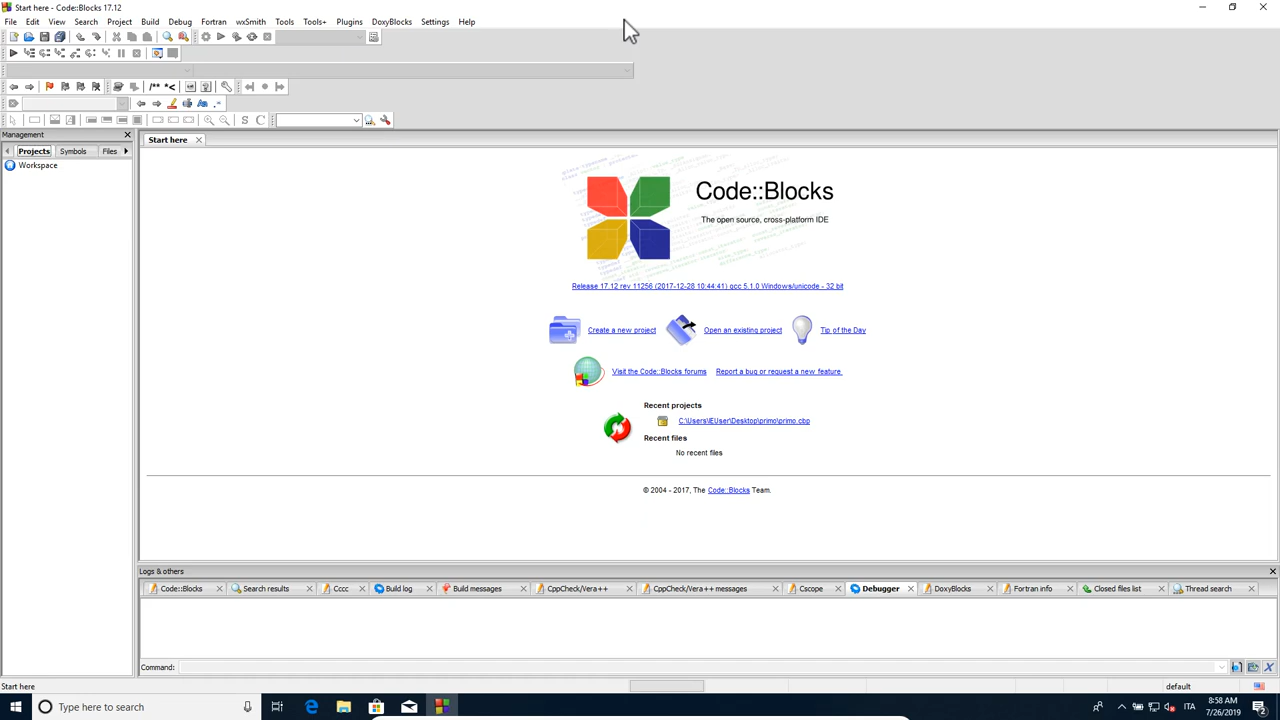 Start here - Code::Blocks 17.12
File Edit View Search Project Build Debug Fortran wxSmith Tools Tools+ Plugins DoxyBlocks Settings Help
/** *<
S C
Management
Projects Symbols Files
Workspace
Start here
Code::Blocks
The open source, cross-platform IDE
Release 17.12 rev 11256 (2017-12-28 10:44:41) gcc 5.1.0 Windows/unicode - 32 bit
Create a new project Open an existing project Tip of the Day
Visit the Code::Blocks forums Report a bug or request a new feature
Recent projects
C:\Users\IEUser\Desktop\primo\primo.cbp
Recent files
No recent files
© 2004 - 2017, The Code::Blocks Team.
Logs & others
Code::Blocks Search results Cccc Build log Build messages CppCheck/Vera++ CppCheck/Vera++ messages Cscope Debugger DoxyBlocks Fortran info Closed files list Thread search
Command:
Start here default
Type here to search ITA 8:58 AM
7/26/2019 2